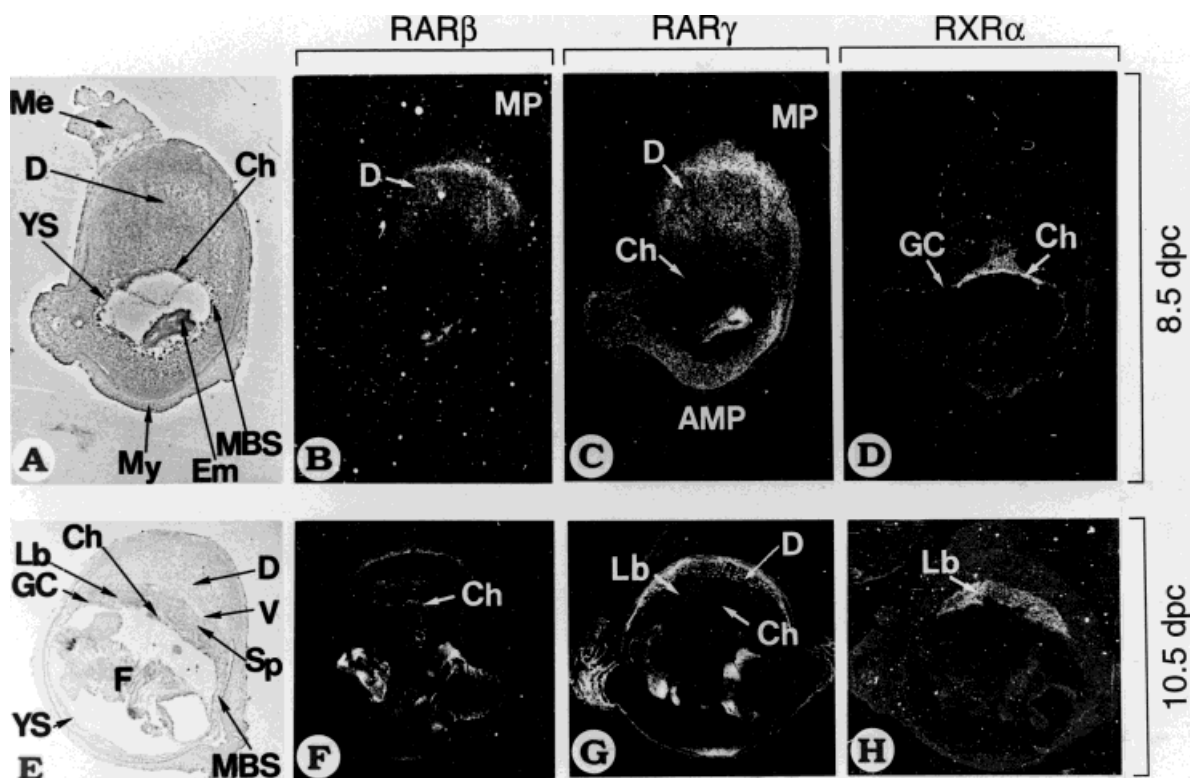 RARβ
RARγ
RXRα
Me
D
Ch
YS
My
Em
MBS
A
MP
D
B
MP
D
Ch
AMP
C
GC
Ch
D
8.5 dpc
Ch
Lb
GC
D
V
Sp
F
YS
MBS
E
Ch
F
Lb
D
Ch
G
Lb
H
10.5 dpc